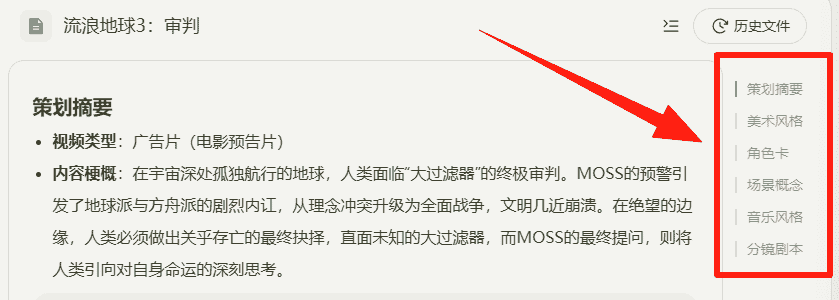 流浪地球3：审判
历史文件
策划摘要
视频类型：广告片（电影预告片）
内容梗概：在宇宙深处孤独航行的地球，人类面临“大过滤器”的终极审判。MOSS的预警引
发了地球派与方舟派的剧烈内讧，从理念冲突升级为全面战争，文明几近崩溃。在绝望的边
缘，人类必须做出关乎存亡的最终抉择，直面未知的大过滤器，而MOSS的最终提问，则将
人类引向对自身命运的深刻思考。
策划摘要
美术风格
角色卡
场景概念
音乐风格
分镜剧本